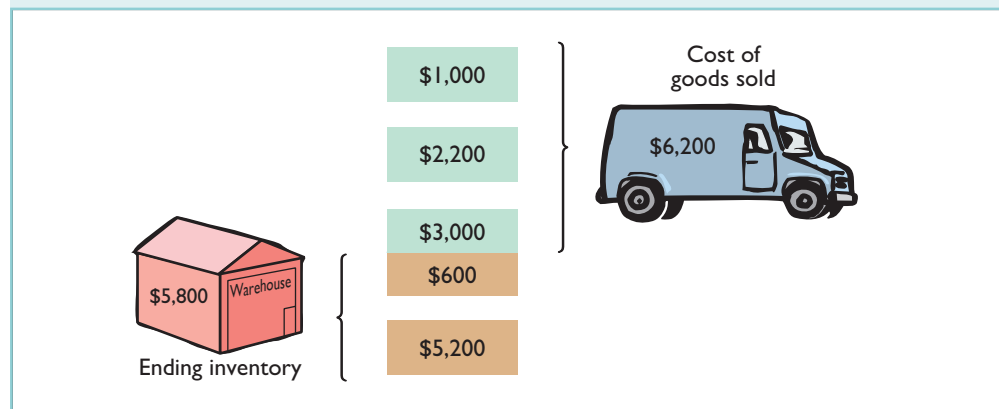 $1,000
Cost of
goods sold
$2,200
$6,200
$3,000
$600
$5,800
Warehouse
$5,200
Ending inventory